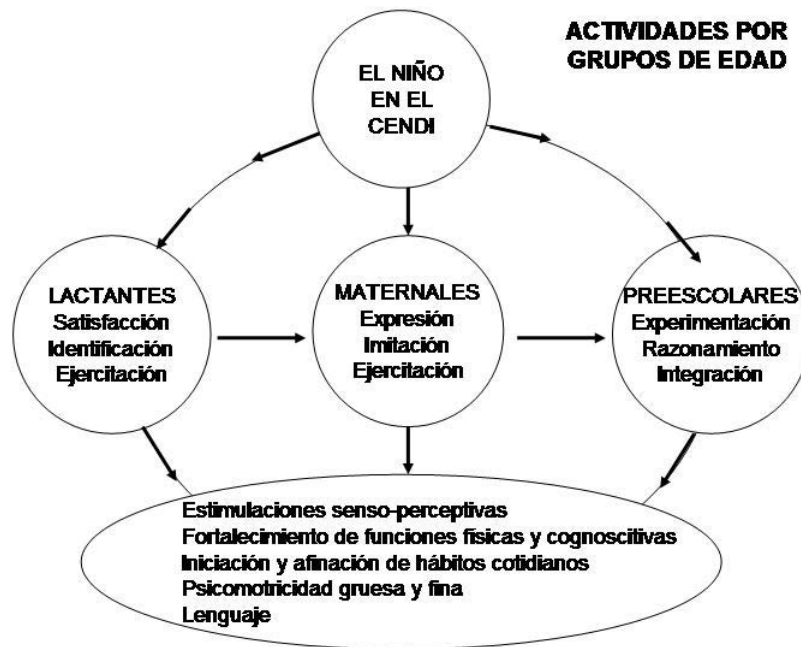 ACTIVIDADES POR
GRUPOS DE EDAD
EL NIÑO
EN EL
CENDI
LACTANTES
Satisfacción
Identificación
Ejercitación
MATERNALES
Expresión
Imitación
Ejercitación
PREESCOLARES
Experimentación
Razonamiento
Integración
Estimulaciones senso-perceptivas
Fortalecimiento de funciones físicas y cognoscitivas
Iniciación y afinación de hábitos cotidianos
Psicomotricidad gruesa y fina
Lenguaje